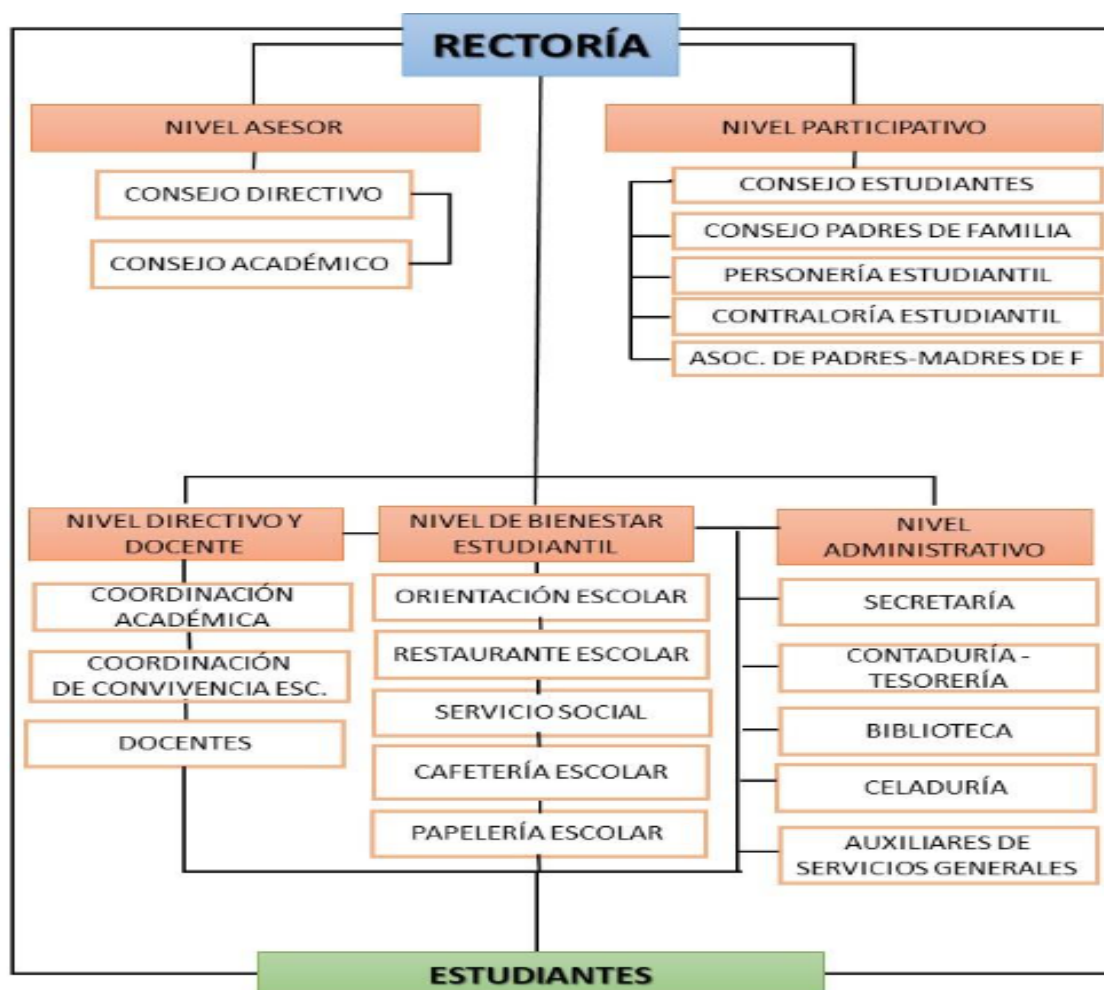 RECTORÍA
NIVEL ASESOR
CONSEJO DIRECTIVO
CONSEJO ACADÉMICO
NIVEL PARTICIPATIVO
CONSEJO ESTUDIANTES
CONSEJO PADRES DE FAMILIA
PERSONERÍA ESTUDIANTIL
CONTRALORÍA ESTUDIANTIL
ASOC. DE PADRES-MADRES DE F
NIVEL DIRECTIVO Y
DOCENTE
COORDINACIÓN
ACADÉMICA
COORDINACIÓN
DE CONVIVENCIA ESC.
DOCENTES
NIVEL DE BIENESTAR
ESTUDIANTIL
ORIENTACIÓN ESCOLAR
RESTAURANTE ESCOLAR
SERVICIO SOCIAL
CAFETERÍA ESCOLAR
PAPELERÍA ESCOLAR
NIVEL
ADMINISTRATIVO
SECRETARÍA
CONTADURÍA -
TESORERÍA
BIBLIOTECA
CELADURÍA
AUXILIARES DE
SERVICIOS GENERALES
ESTUDIANTES